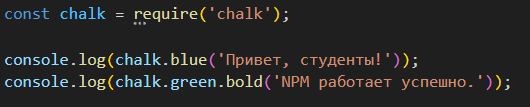 const chalk = require('chalk');
console.log(chalk.blue('Привет, студенты!'));
console.log(chalk.green.bold('NPM работает успешно.'));